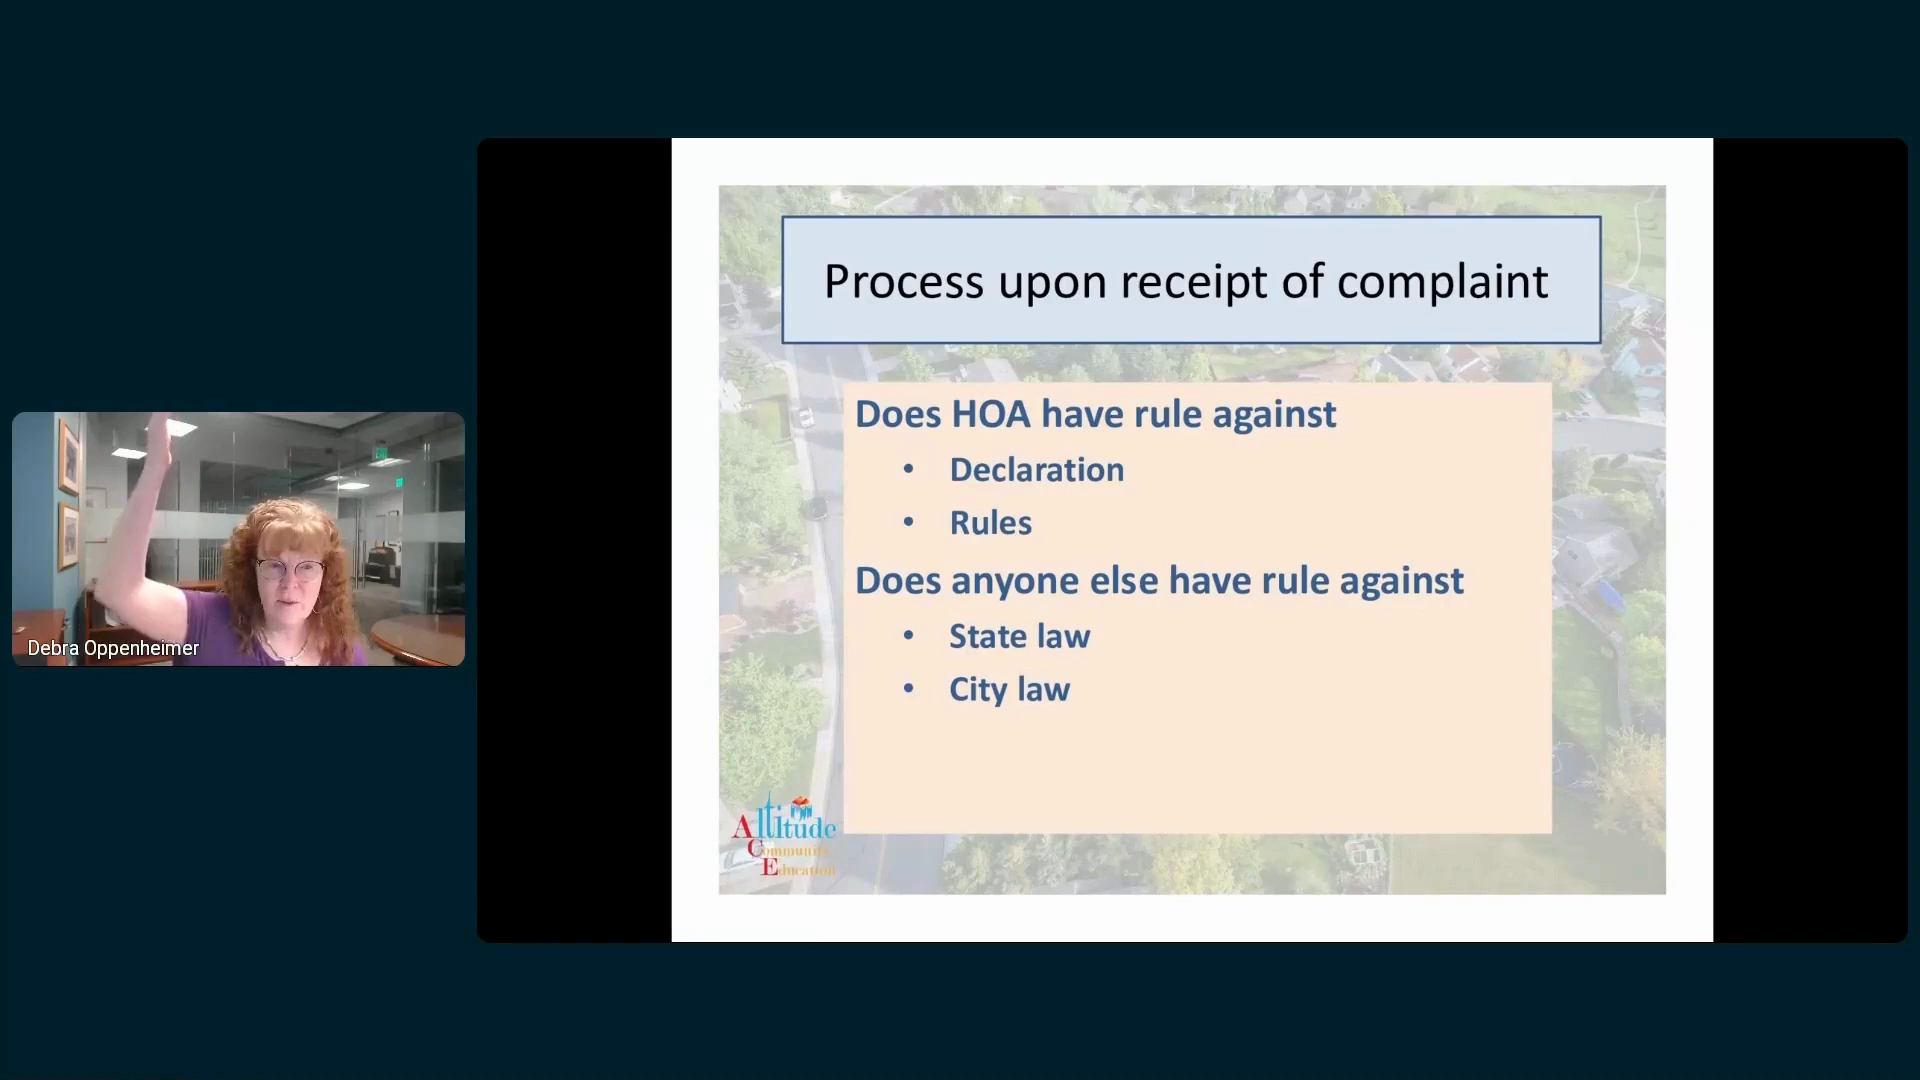 Process upon receipt of complaint
Does HOA have rule against
• Declaration
• Rules
Does anyone else have rule against
• State law
• City law
Altitude
Community
Education
Debra Oppenheimer